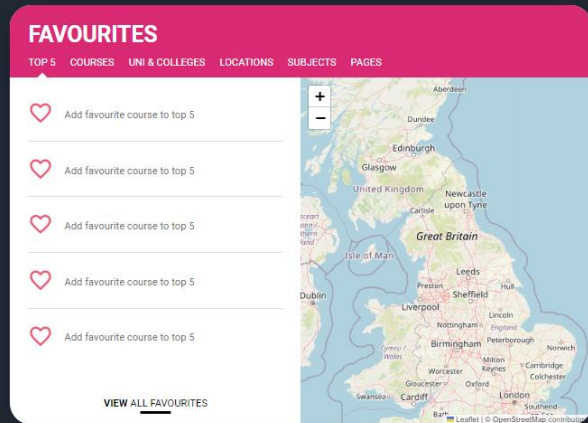 FAVOURITES
TOP 5 COURSES UNI & COLLEGES LOCATIONS SUBJECTS PAGES
Add favourite course to top 5
Add favourite course to top 5
Add favourite course to top 5
Add favourite course to top 5
Add favourite course to top 5
VIEW ALL FAVOURITES
+
−
Aberdeen
Dundee
Edinburgh
Glasgow
United Kingdom
Newcastle
upon Tyne
Carlisle
Great Britain
Isle of Man
Leeds
Dublin
Preston
Hull
Sheffield
Liverpool
Lincoln
Nottingham
England
Peterborough
Norwich
Birmingham
Cymru /
Wales
Milton
Keynes
Cambridge
Worcester
Colchester
Gloucester
Oxford
Swansea
Cardiff
London
Southend-
Bath
Leaflet | © OpenStreetMap contributors